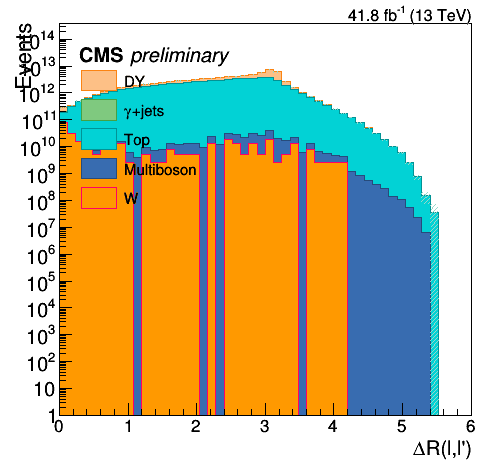 41.8 fb⁻¹ (13 TeV)
Events
CMS preliminary
DY
γ+jets
Top
Multiboson
W
10¹⁴
10¹³
10¹²
10¹¹
10¹⁰
10⁹
10⁸
10⁷
10⁶
10⁵
10⁴
10³
10²
10
1
0 1 2 3 4 5 6
ΔR(l,l')